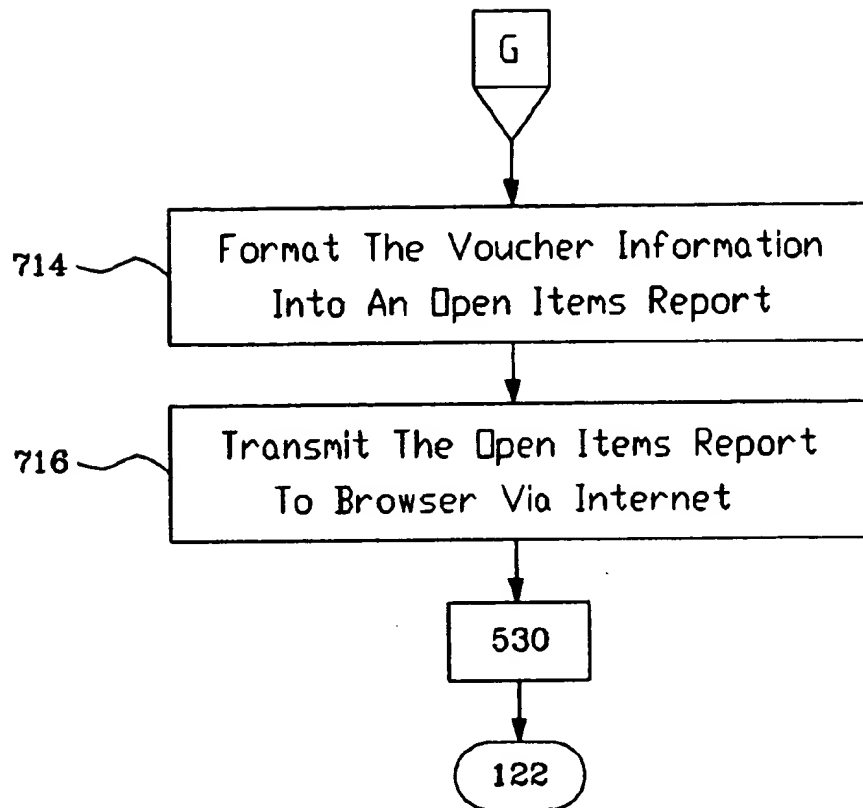 G
714
Format The Voucher Information
Into An Open Items Report
716
Transmit The Open Items Report
To Browser Via Internet
530
122